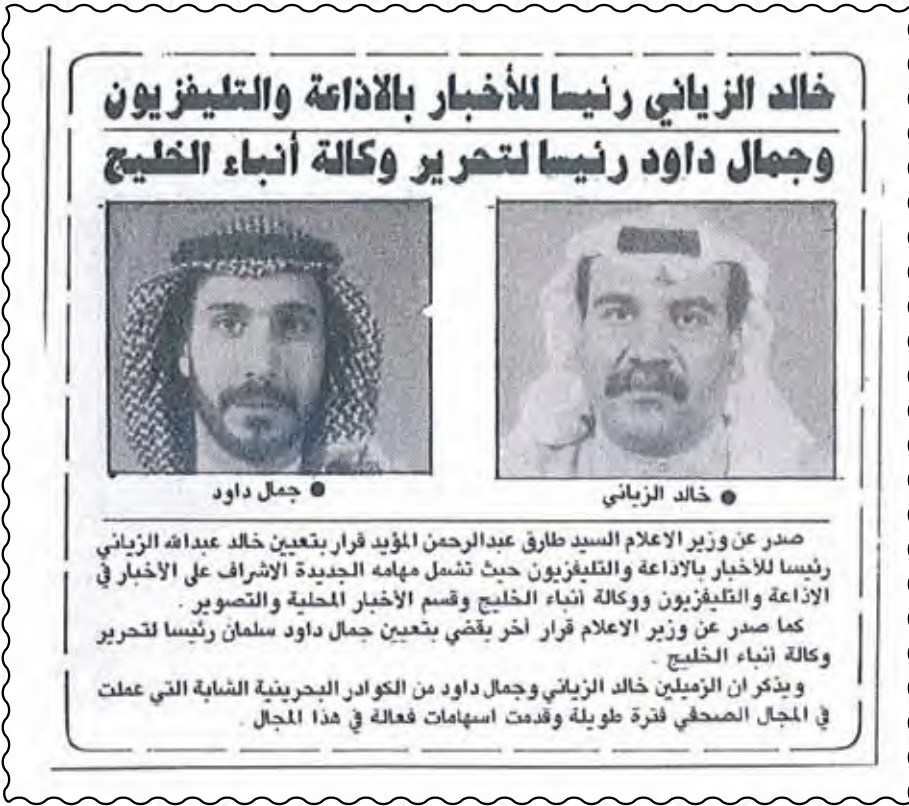 خالد الزياني رئيسا للأخبار بالاذاعة والتليفزيون
وجمال داود رئيسا لتحرير وكالة أنباء الخليج
● خالد الزياني
● جمال داود
صدر عن وزير الاعلام السيد طارق عبدالرحمن المؤيد قرار بتعيين خالد عبدالله الزياني
رئيسا للأخبار بالاذاعة والتليفزيون حيث تشمل مهامه الجديدة الاشراف على الأخبار في
الإذاعة والتليفزيون ووكالة أنباء الخليج وقسم الأخبار المحلية والتصوير .
كما صدر عن وزير الاعلام قرار آخر يقضي بتعيين جمال داود سلمان رئيسا لتحرير
وكالة أنباء الخليج .
ويذكر ان الزميلين خالد الزياني وجمال داود من الكوادر البحرينية الشابة التي عملت
في المجال الصحفي فترة طويلة وقدمت اسهامات فعالة في هذا المجال .